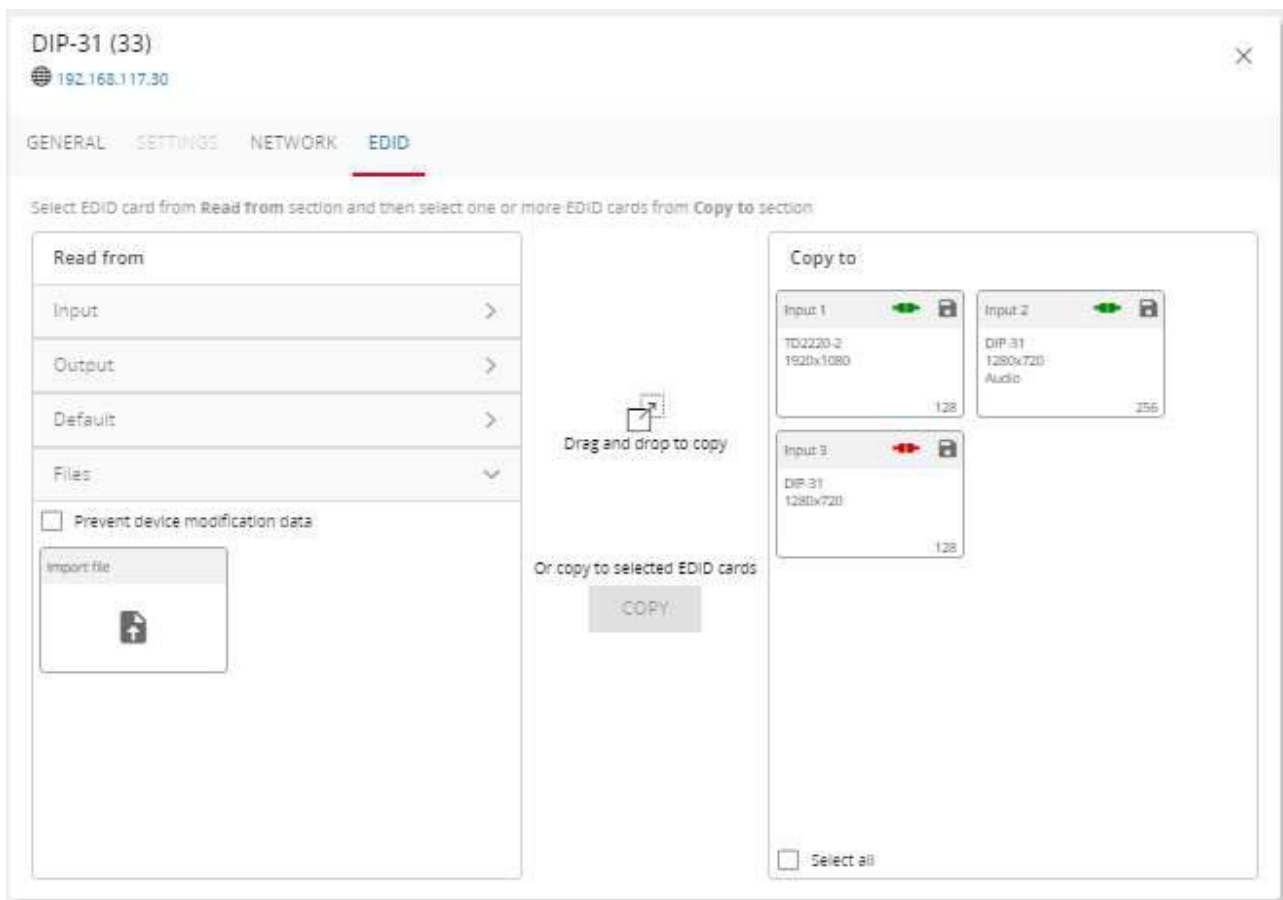 DIP-31 (33)
192.168.117.30
GENERAL SETTINGS NETWORK EDID
Select EDID card from Read from section and then select one or more EDID cards from Copy to section
Read from
Input
Output
Default
Files
Prevent device modification data
Import file
Drag and drop to copy
Or copy to selected EDID cards
COPY
Copy to
Input 1
TD2220-2
1920x1080
128
Input 2
DIP-31
1280x720
Audio
256
Input 3
DIP-31
1280x720
128
Select all